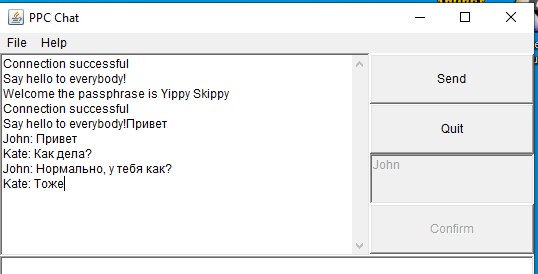 PPC Chat
File Help
Connection successful
Say hello to everybody!
Welcome the passphrase is Yippy Skippy
Connection successful
Say hello to everybody!Привет
John: Привет
Kate: Как дела?
John: Нормально, у тебя как?
Kate: Тоже
Send
Quit
John
Confirm